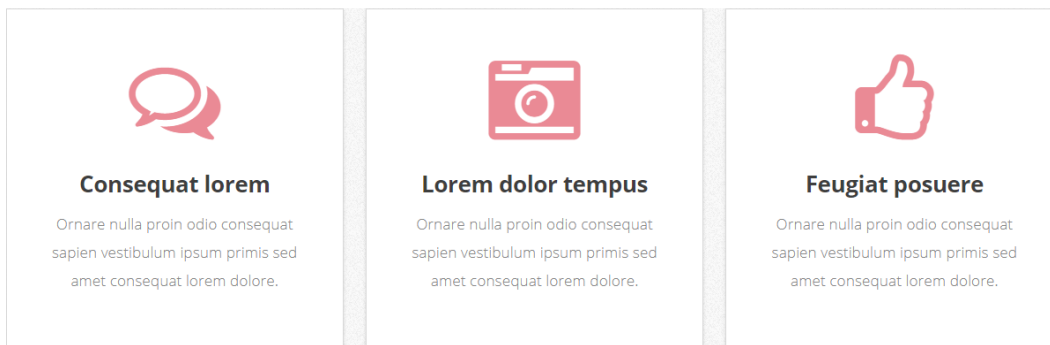 Consequat lorem
Ornare nulla proin odio consequat
sapien vestibulum ipsum primis sed
amet consequat lorem dolore.
Lorem dolor tempus
Ornare nulla proin odio consequat
sapien vestibulum ipsum primis sed
amet consequat lorem dolore.
Feugiat posuere
Ornare nulla proin odio consequat
sapien vestibulum ipsum primis sed
amet consequat lorem dolore.